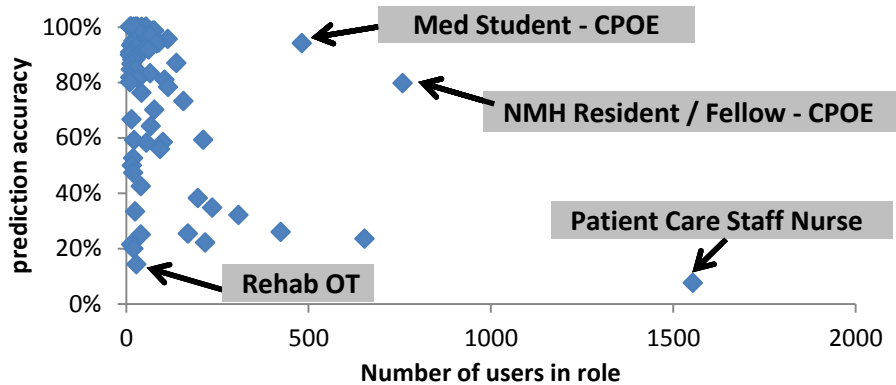 100%
80%
60%
40%
20%
0%
prediction accuracy
Med Student - CPOE
NMH Resident / Fellow - CPOE
Patient Care Staff Nurse
Rehab OT
0 500 1000 1500 2000
Number of users in role